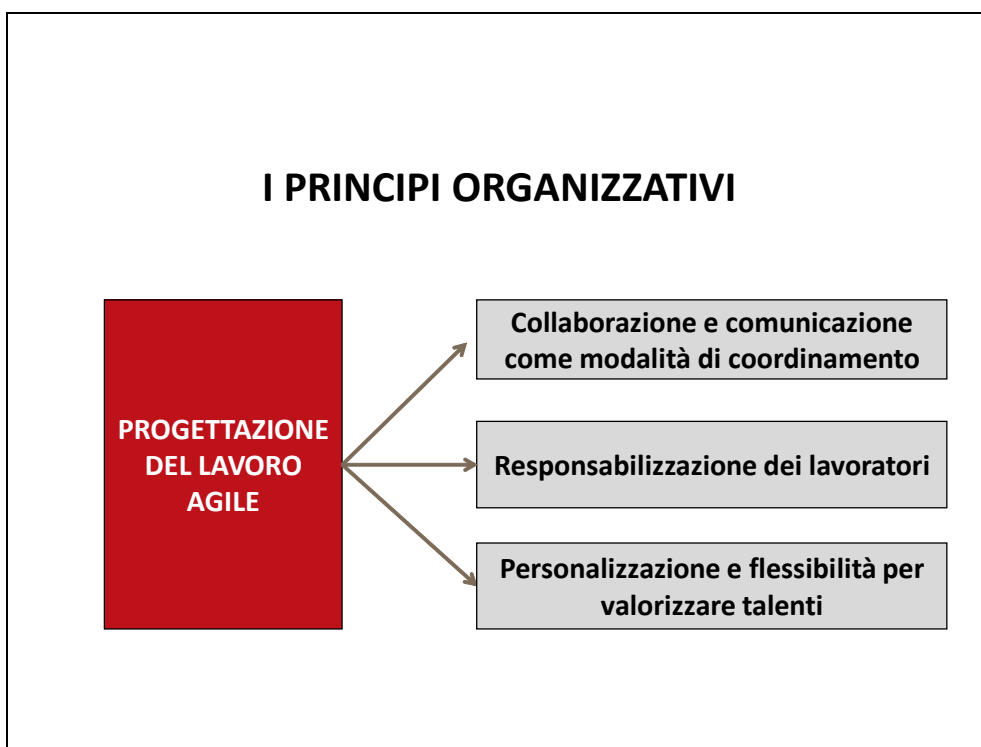 I PRINCIPI ORGANIZZATIVI
PROGETTAZIONE
DEL LAVORO
AGILE
Collaborazione e comunicazione
come modalità di coordinamento
Responsabilizzazione dei lavoratori
Personalizzazione e flessibilità per
valorizzare talenti